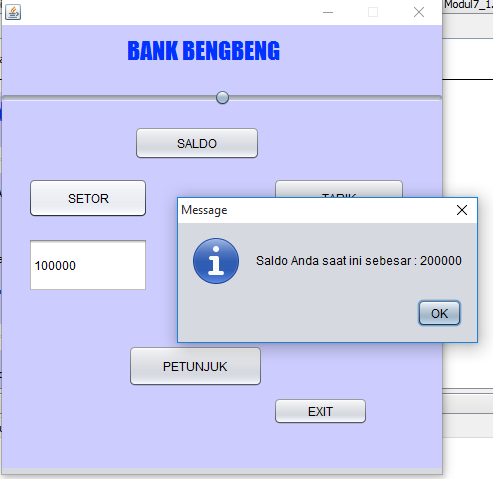 Modul7_1.
BANK BENGBENG
SALDO
SETOR
TARIK
Message
100000
Saldo Anda saat ini sebesar : 200000
OK
PETUNJUK
EXIT